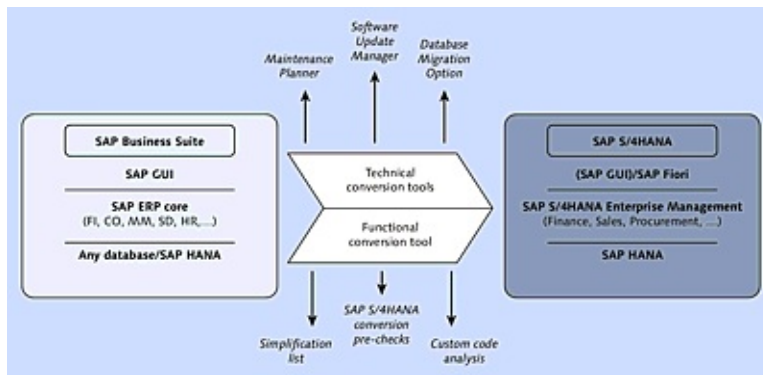 Maintenance
Planner
Software
Update
Manager
Database
Migration
Option
SAP Business Suite
SAP GUI
SAP ERP core
(FI, CO, MM, SD, HR,...)
Any database/SAP HANA
Technical
conversion tools
Functional
conversion tool
SAP S/4HANA
(SAP GUI)/SAP Fiori
SAP S/4HANA Enterprise Management
(Finance, Sales, Procurement, ...)
SAP HANA
Simplification
list
SAP S/4HANA
conversion
pre-checks
Custom code
analysis